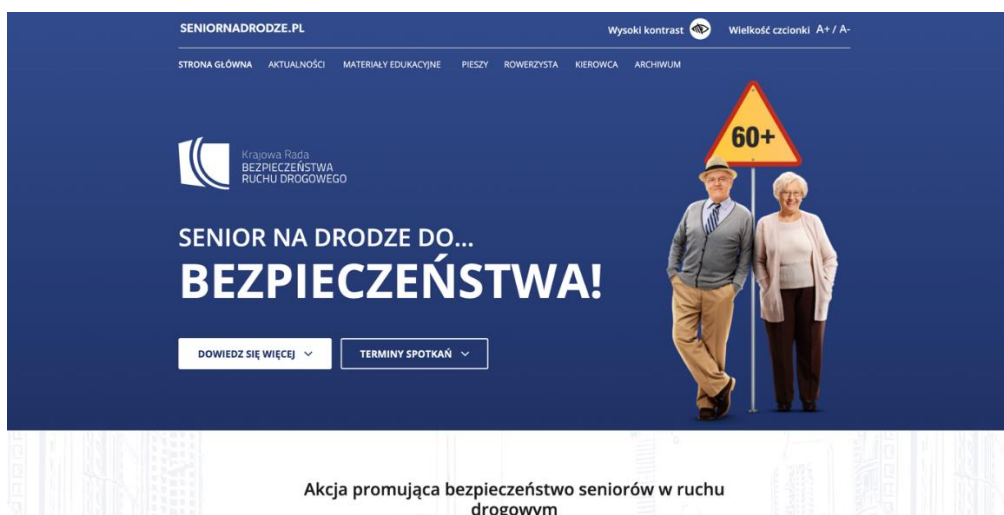 SENIORNADRODZE.PL
Wysoki kontrast
Wielkość czcionki A+ / A-
STRONA GŁÓWNA AKTUALNOŚCI MATERIAŁY EDUKACYJNE PIESZY ROWERZYSTA KIEROWCA ARCHIWUM
60+
Krajowa Rada
BEZPIECZEŃSTWA
RUCHU DROGOWEGO
SENIOR NA DRODZE DO...
BEZPIECZEŃSTWA!
DOWIEDZ SIĘ WIĘCEJ
TERMINY SPOTKAŃ
Akcja promująca bezpieczeństwo seniorów w ruchu
drogowym